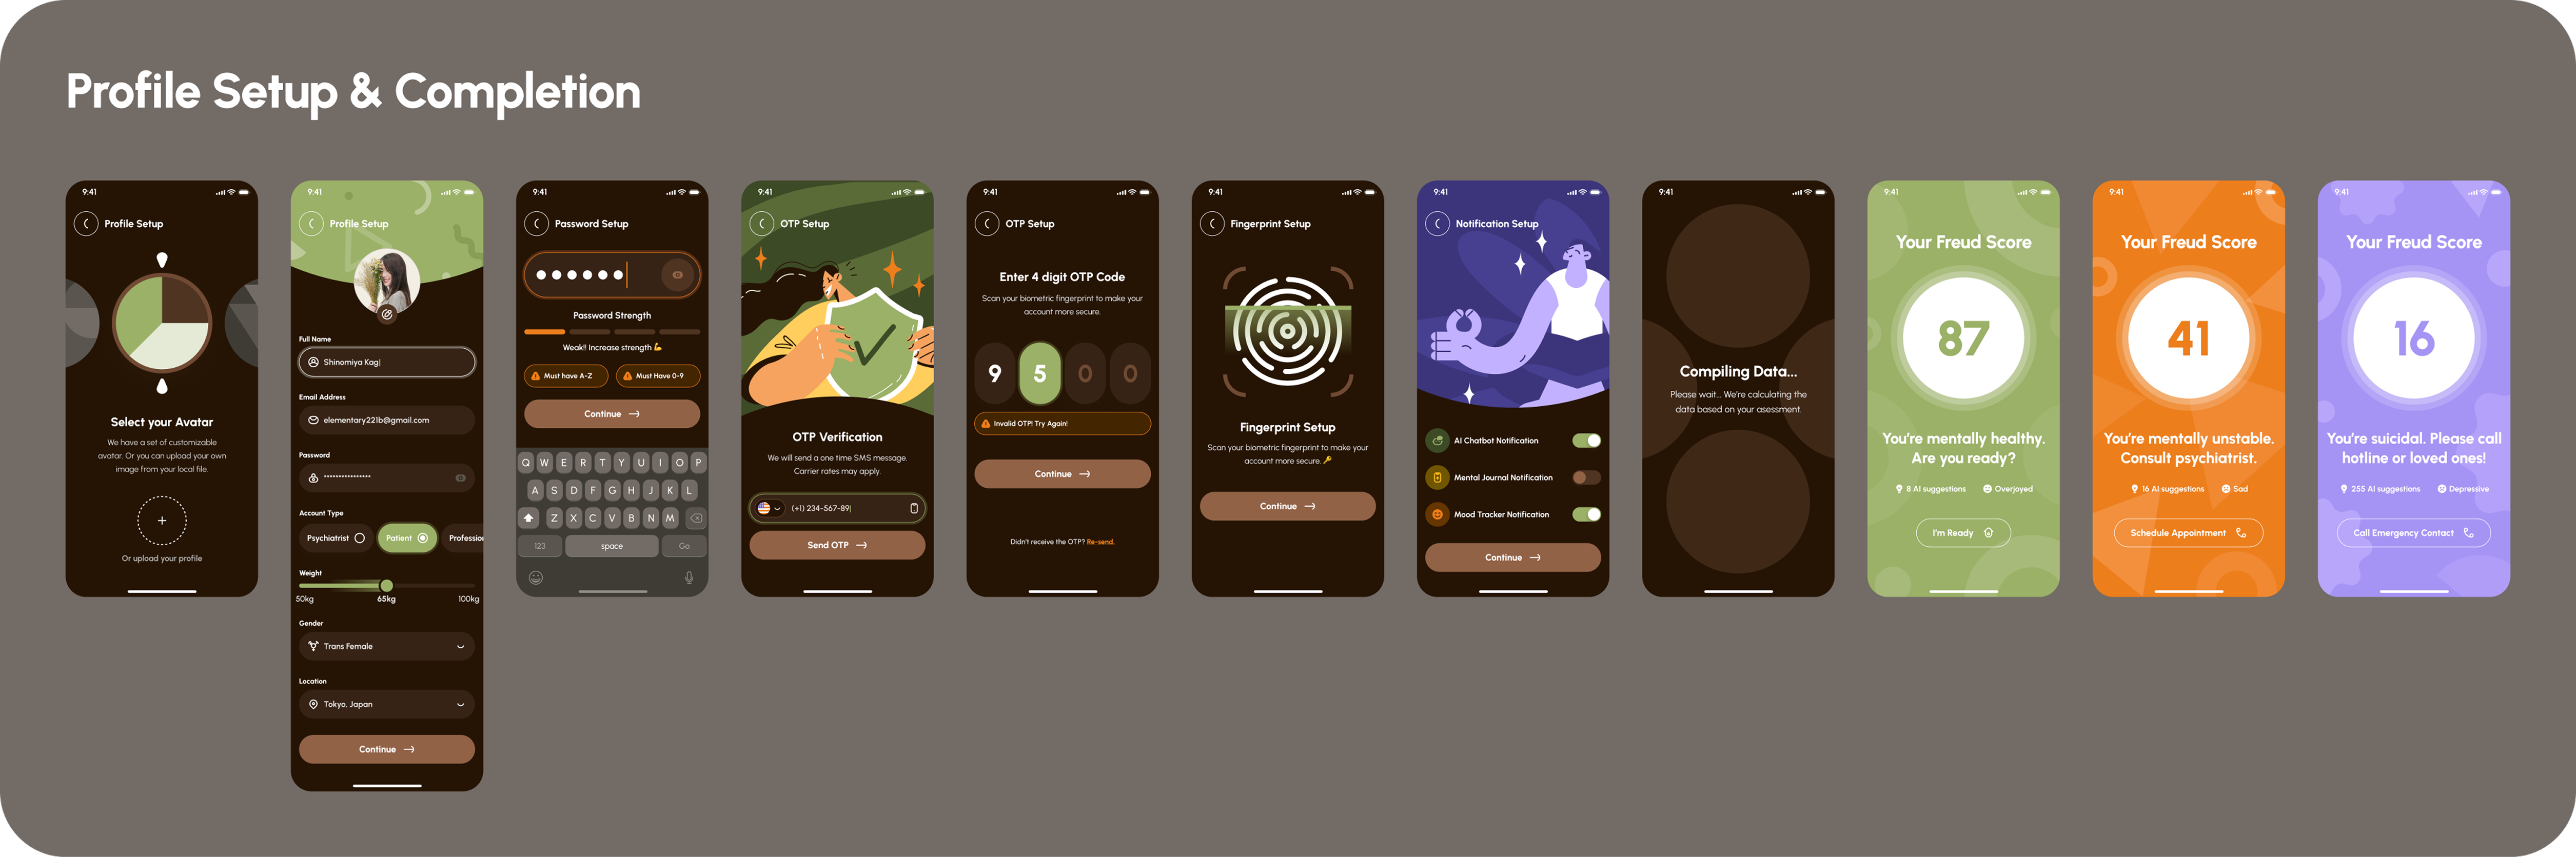 Profile Setup & Completion
9:41
Profile Setup
Select your Avatar
We have a set of customizable
avatar. Or you can upload your own
image from your local file.
Or upload your profile
9:41
Profile Setup
Full Name
Shinomiya Kag
Email Address
elementary221b@gmail.com
Password
****************
Account Type
Psychiatrist
Patient
Profession
Weight
50kg
65kg
100kg
Gender
Trans Female
Location
Tokyo, Japan
Continue
9:41
Password Setup
Password Strength
Weak!! Increase strength 💪
Must have A-Z
Must Have 0-9
Continue
Q W E R T Y U I O P
A S D F G H J K L
Z X C V B N M
123
space
Go
9:41
OTP Setup
OTP Verification
We will send a one time SMS message.
Carrier rates may apply.
(+1) 234-567-89
Send OTP
9:41
OTP Setup
Enter 4 digit OTP Code
Scan your biometric fingerprint to make your
account more secure.
9 5 0 0
Invalid OTP! Try Again!
Continue
Didn't receive the OTP? Re-send.
9:41
Fingerprint Setup
Fingerprint Setup
Scan your biometric fingerprint to make your
account more secure. 🔑
Continue
9:41
Notification Setup
AI Chatbot Notification
Mental Journal Notification
Mood Tracker Notification
Continue
9:41
Compiling Data...
Please wait... We're calculating the
data based on your asessment.
9:41
Your Freud Score
87
You're mentally healthy.
Are you ready?
8 AI suggestions
Overjoyed
I'm Ready
9:41
Your Freud Score
41
You're mentally unstable.
Consult psychiatrist.
16 AI suggestions
Sad
Schedule Appointment
9:41
Your Freud Score
16
You're suicidal. Please call
hotline or loved ones!
255 AI suggestions
Depressive
Call Emergency Contact